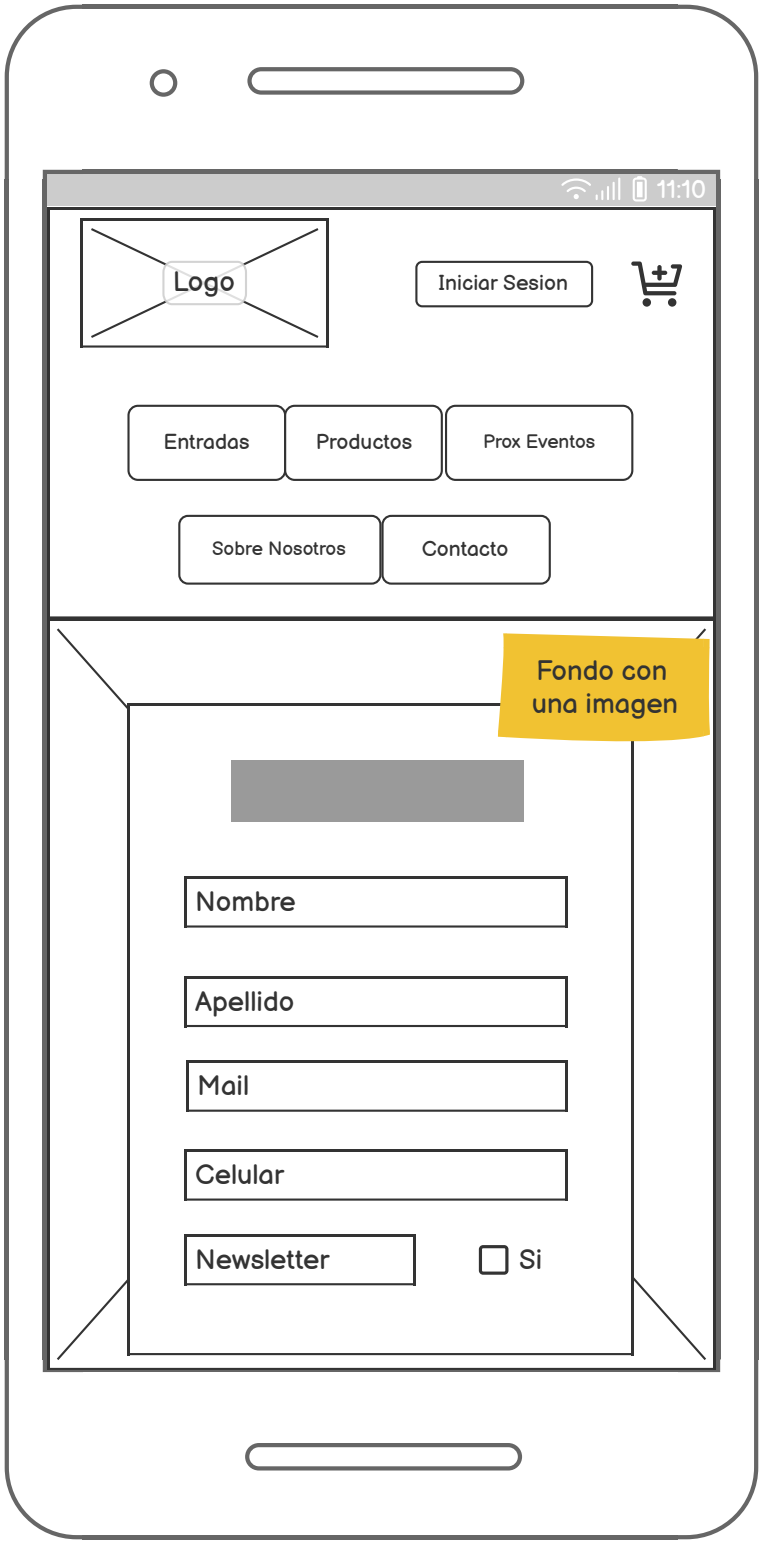 11:10
Logo
Iniciar Sesion
Entradas
Productos
Prox Eventos
Sobre Nosotros
Contacto
Fondo con
una imagen
Nombre
Apellido
Mail
Celular
Newsletter
Si